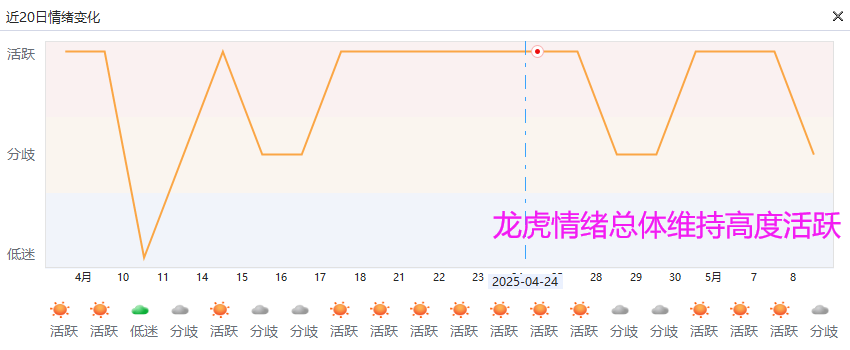 近20日情绪变化
活跃
分歧
低迷
龙虎情绪总体维持高度活跃
4月 10 11 14 15 16 17 18 21 22 23 28 29 30 5月 7 8
2025-04-24
活跃 活跃 低迷 分歧 活跃 分歧 分歧 活跃 活跃 活跃 活跃 活跃 活跃 活跃 分歧 分歧 活跃 活跃 活跃 分歧